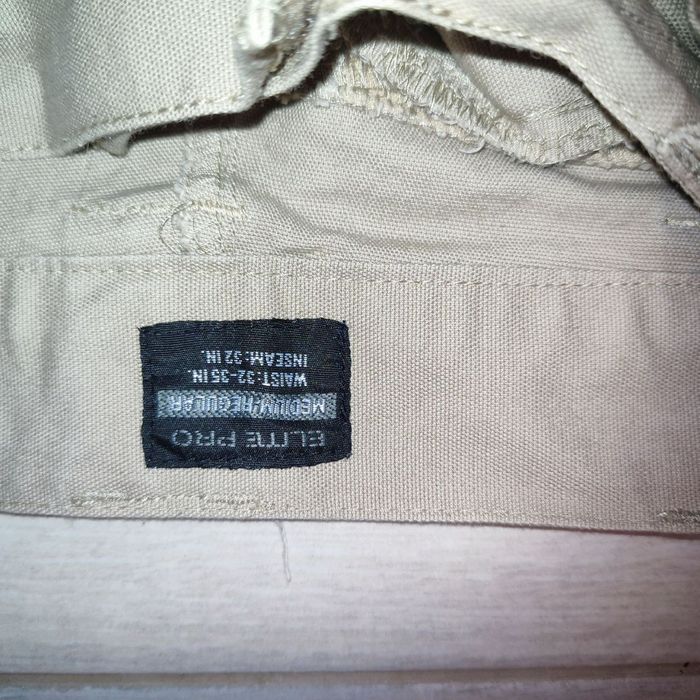 ELITE PRO
MEDIUM-REGULAR
WAIST: 32-35 IN.
INSEAM: 32 IN.